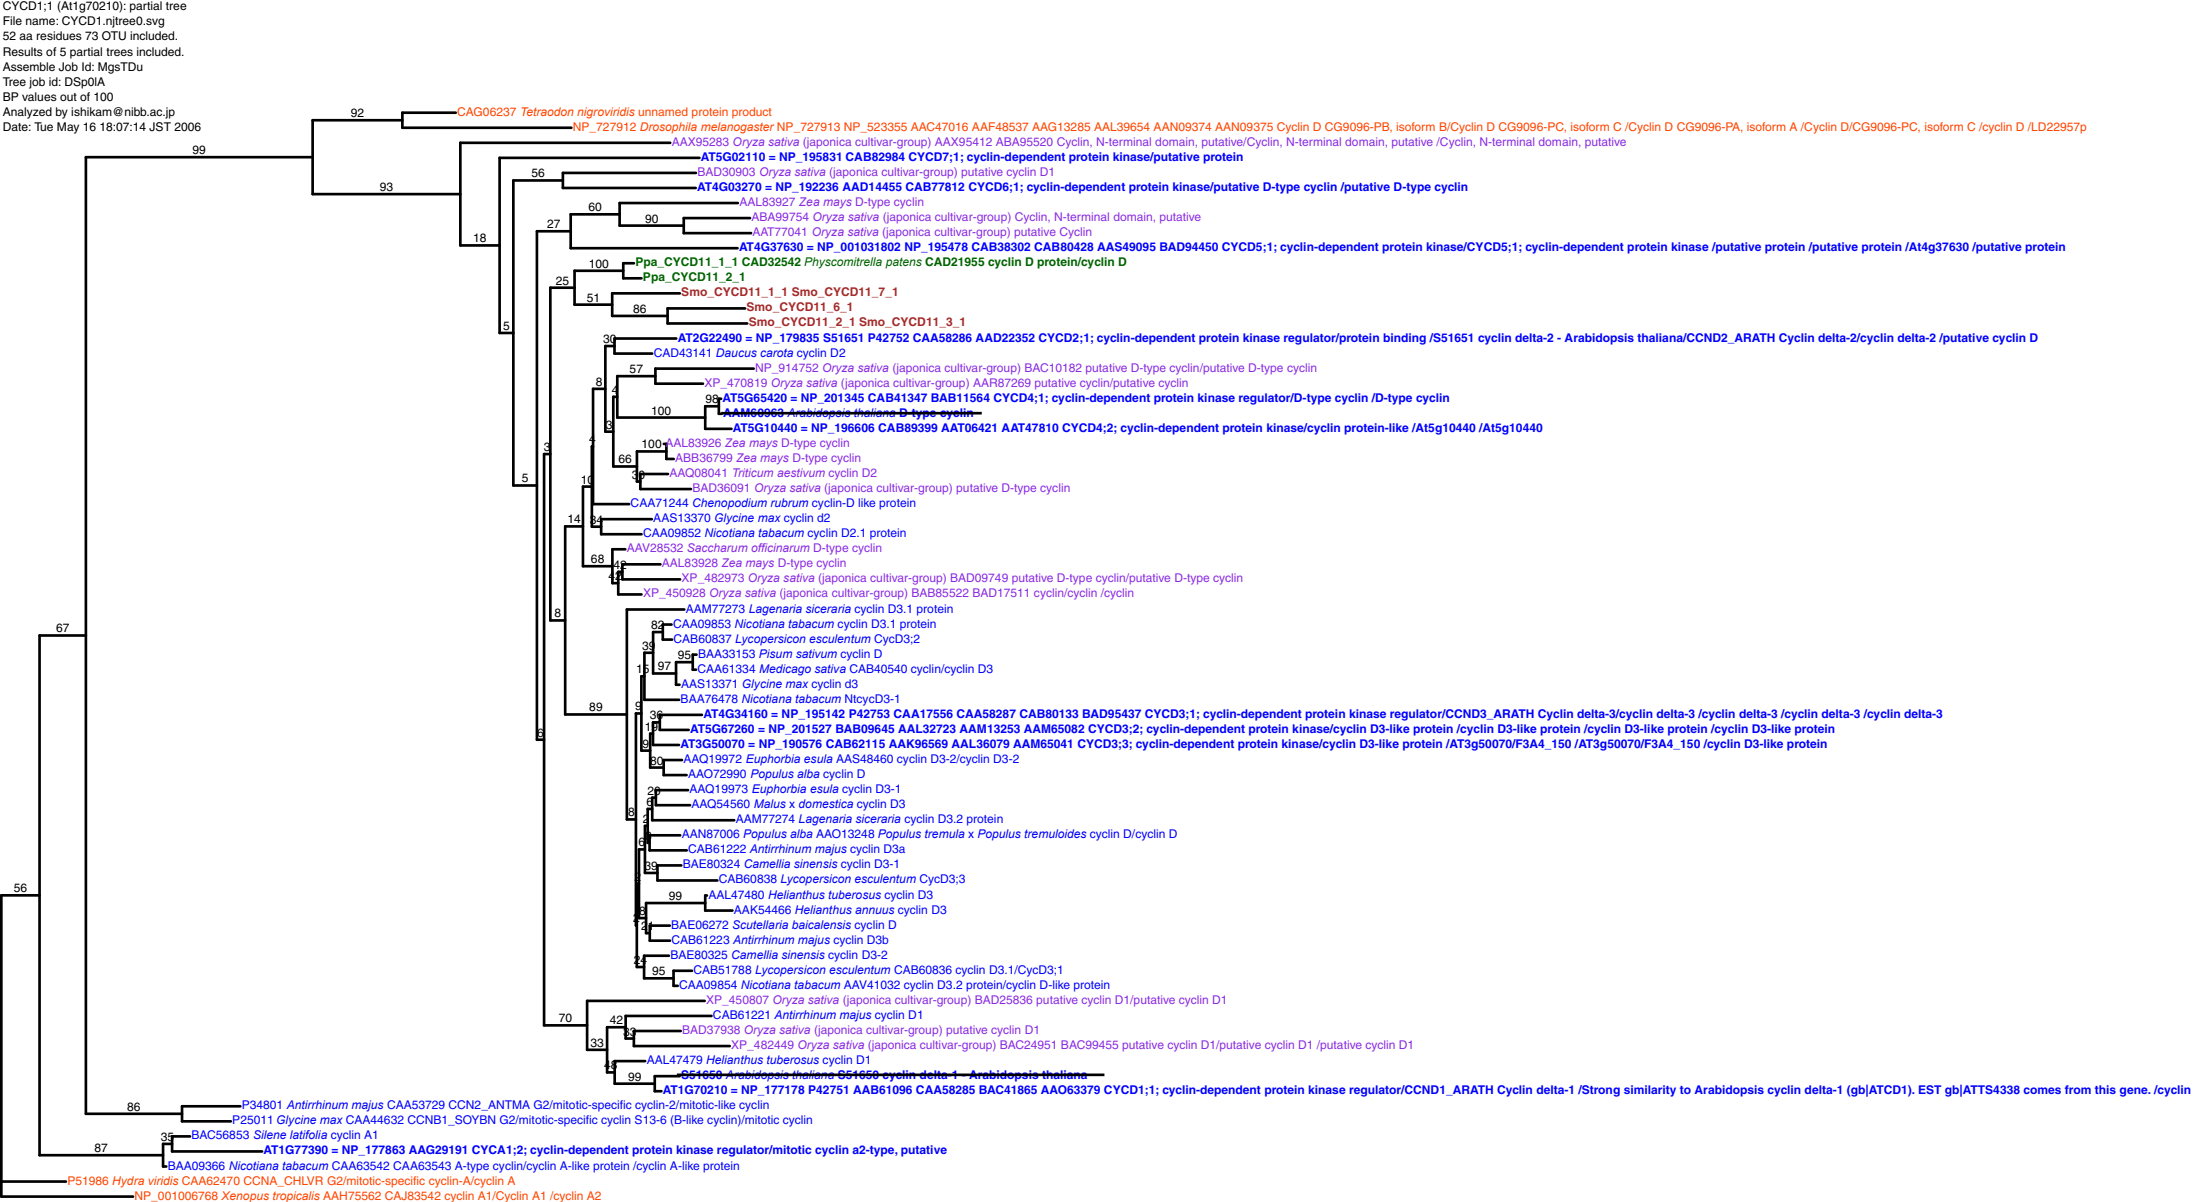 CYCD1;1 (At1g70210): partial tree
File name: CYCD1.njtree0.svg
52 aa residues 73 OTU included.
Results of 5 partial trees included.
Assemble Job Id: MgsTDu
Tree job id: DSp0lA
BP values out of 100
Analyzed by ishikam@nibb.ac.jp
Date: Tue May 16 18:07:14 JST 2006
92
CAG06237 Tetraodon nigroviridis unnamed protein product
NP_727912 Drosophila melanogaster NP_727913 NP_523355 AAC47016 AAF48537 AAG13285 AAL39654 AAN09374 AAN09375 Cyclin D CG9096-PB, isoform B/Cyclin D CG9096-PC, isoform C /Cyclin D CG9096-PA, isoform A /Cyclin D/CG9096-PC, isoform C /cyclin D /LD22957p
99
AAX95283 Oryza sativa (japonica cultivar-group) AAX95412 ABA95520 Cyclin, N-terminal domain, putative/Cyclin, N-terminal domain, putative /Cyclin, N-terminal domain, putative
AT5G02110 = NP_195831 CAB82984 CYCD7;1; cyclin-dependent protein kinase/putative protein
56
BAD30903 Oryza sativa (japonica cultivar-group) putative cyclin D1
93
AT4G03270 = NP_192236 AAD14455 CAB77812 CYCD6;1; cyclin-dependent protein kinase/putative D-type cyclin /putative D-type cyclin
60
AAL83927 Zea mays D-type cyclin
90
ABA99754 Oryza sativa (japonica cultivar-group) Cyclin, N-terminal domain, putative
27
AAT77041 Oryza sativa (japonica cultivar-group) putative Cyclin
18
AT4G37630 = NP_001031802 NP_195478 CAB38302 CAB80428 AAS49095 BAD94450 CYCD5;1; cyclin-dependent protein kinase/CYCD5;1; cyclin-dependent protein kinase /putative protein /putative protein /At4g37630 /putative protein
100
Ppa_CYCD11_1_1 CAD32542 Physcomitrella patens CAD21955 cyclin D protein/cyclin D
25
Ppa_CYCD11_2_1
51
Smo_CYCD11_1_1 Smo_CYCD11_7_1
86
Smo_CYCD11_6_1
5
Smo_CYCD11_2_1 Smo_CYCD11_3_1
30
AT2G22490 = NP_179835 S51651 P42752 CAA58286 AAD22352 CYCD2;1; cyclin-dependent protein kinase regulator/protein binding /S51651 cyclin delta-2 - Arabidopsis thaliana/CCND2_ARATH Cyclin delta-2/cyclin delta-2 /putative cyclin D
CAD43141 Daucus carota cyclin D2
57
NP_914752 Oryza sativa (japonica cultivar-group) BAC10182 putative D-type cyclin/putative D-type cyclin
8
XP_470819 Oryza sativa (japonica cultivar-group) AAR87269 putative cyclin/putative cyclin
4
98
AT5G65420 = NP_201345 CAB41347 BAB11564 CYCD4;1; cyclin-dependent protein kinase regulator/D-type cyclin /D-type cyclin
100
AAM60963 Arabidopsis thaliana D-type cyclin
3
AT5G10440 = NP_196606 CAB89399 AAT06421 AAT47810 CYCD4;2; cyclin-dependent protein kinase/cyclin protein-like /At5g10440 /At5g10440
4
100
AAL83926 Zea mays D-type cyclin
3
66
ABB36799 Zea mays D-type cyclin
AAQ08041 Triticum aestivum cyclin D2
5
10
BAD36091 Oryza sativa (japonica cultivar-group) putative D-type cyclin
CAA71244 Chenopodium rubrum cyclin-D like protein
14
AAS13370 Glycine max cyclin d2
CAA09852 Nicotiana tabacum cyclin D2.1 protein
AAV28532 Saccharum officinarum D-type cyclin
68
AAL83928 Zea mays D-type cyclin
XP_482973 Oryza sativa (japonica cultivar-group) BAD09749 putative D-type cyclin/putative D-type cyclin
XP_450928 Oryza sativa (japonica cultivar-group) BAB85522 BAD17511 cyclin/cyclin /cyclin
8
AAM77273 Lagenaria siceraria cyclin D3.1 protein
82
CAA09853 Nicotiana tabacum cyclin D3.1 protein
67
CAB60837 Lycopersicon esculentum CycD3;2
39
95
BAA33153 Pisum sativum cyclin D
97
CAA61334 Medicago sativa CAB40540 cyclin/cyclin D3
AAS13371 Glycine max cyclin d3
BAA76478 Nicotiana tabacum NtcycD3-1
89
9
36
AT4G34160 = NP_195142 P42753 CAA17556 CAA58287 CAB80133 BAD95437 CYCD3;1; cyclin-dependent protein kinase regulator/CCND3_ARATH Cyclin delta-3/cyclin delta-3 /cyclin delta-3 /cyclin delta-3 /cyclin delta-3
AT5G67260 = NP_201527 BAB09645 AAL32723 AAM13253 AAM65082 CYCD3;2; cyclin-dependent protein kinase/cyclin D3-like protein /cyclin D3-like protein /cyclin D3-like protein /cyclin D3-like protein
6
AT3G50070 = NP_190576 CAB62115 AAK96569 AAL36079 AAM65041 CYCD3;3; cyclin-dependent protein kinase/cyclin D3-like protein /AT3g50070/F3A4_150 /AT3g50070/F3A4_150 /cyclin D3-like protein
80
AAQ19972 Euphorbia esula AAS48460 cyclin D3-2/cyclin D3-2
AAO72990 Populus alba cyclin D
AAQ19973 Euphorbia esula cyclin D3-1
AAQ54560 Malus x domestica cyclin D3
8
AAM77274 Lagenaria siceraria cyclin D3.2 protein
AAN87006 Populus alba AAO13248 Populus tremula x Populus tremuloides cyclin D/cyclin D
6
CAB61222 Antirrhinum majus cyclin D3a
39
BAE80324 Camellia sinensis cyclin D3-1
CAB60838 Lycopersicon esculentum CycD3;3
56
99
AAL47480 Helianthus tuberosus cyclin D3
AAK54466 Helianthus annuus cyclin D3
BAE06272 Scutellaria baicalensis cyclin D
CAB61223 Antirrhinum majus cyclin D3b
24
BAE80325 Camellia sinensis cyclin D3-2
95
CAB51788 Lycopersicon esculentum CAB60836 cyclin D3.1/CycD3;1
CAA09854 Nicotiana tabacum AAV41032 cyclin D3.2 protein/cyclin D-like protein
XP_450807 Oryza sativa (japonica cultivar-group) BAD25836 putative cyclin D1/putative cyclin D1
70
42
CAB61221 Antirrhinum majus cyclin D1
BAD37938 Oryza sativa (japonica cultivar-group) putative cyclin D1
33
XP_482449 Oryza sativa (japonica cultivar-group) BAC24951 BAC99455 putative cyclin D1/putative cyclin D1 /putative cyclin D1
AAL47479 Helianthus tuberosus cyclin D1
99
S51650 Arabidopsis thaliana S51650 cyclin delta-1 - Arabidopsis thaliana
AT1G70210 = NP_177178 P42751 AAB61096 CAA58285 BAC41865 AAO63379 CYCD1;1; cyclin-dependent protein kinase regulator/CCND1_ARATH Cyclin delta-1 /Strong similarity to Arabidopsis cyclin delta-1 (gb|ATCD1). EST gb|ATTS4338 comes from this gene. /cyclin
86
P34801 Antirrhinum majus CAA53729 CCN2_ANTMA G2/mitotic-specific cyclin-2/mitotic-like cyclin
P25011 Glycine max CAA44632 CCNB1_SOYBN G2/mitotic-specific cyclin S13-6 (B-like cyclin)/mitotic cyclin
35
BAC56853 Silene latifolia cyclin A1
87
AT1G77390 = NP_177863 AAG29191 CYCA1;2; cyclin-dependent protein kinase regulator/mitotic cyclin a2-type, putative
BAA09366 Nicotiana tabacum CAA63542 CAA63543 A-type cyclin/cyclin A-like protein /cyclin A-like protein
P51986 Hydra viridis CAA62470 CCNA_CHLVR G2/mitotic-specific cyclin-A/cyclin A
NP_001006768 Xenopus tropicalis AAH75562 CAJ83542 cyclin A1/Cyclin A1 /cyclin A2